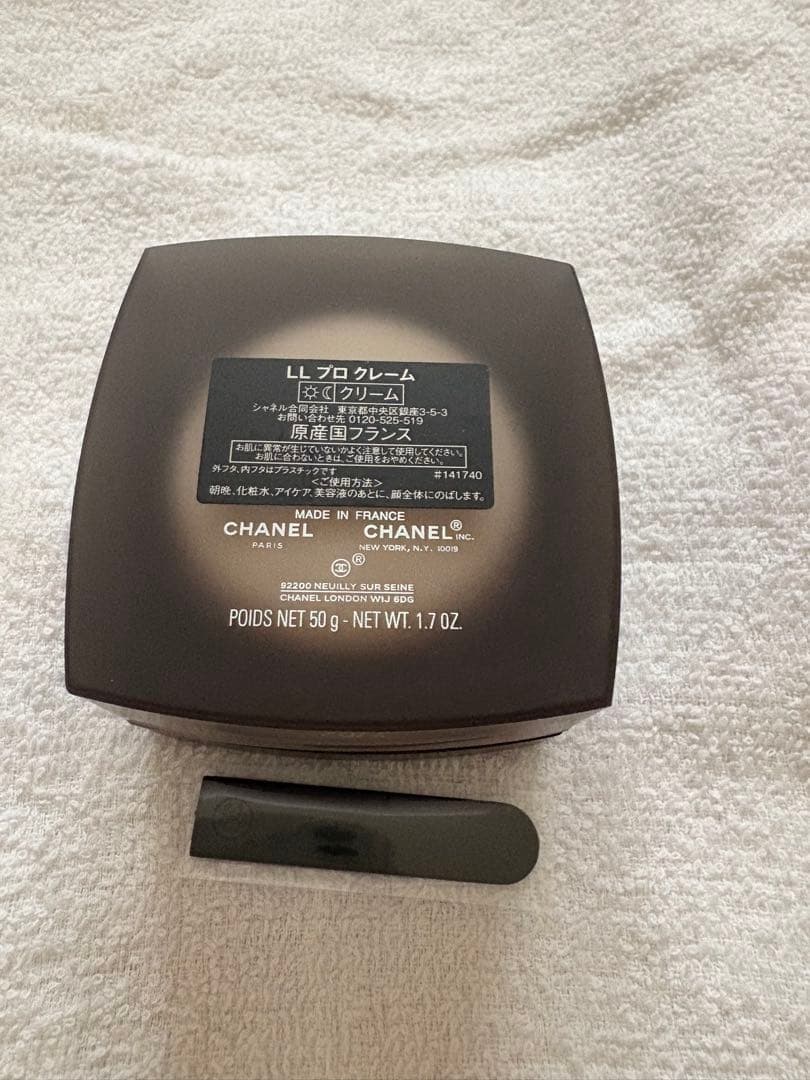 LL プロ クレーム
クリーム
シャネル合同会社 東京都中央区銀座3-5-3
お問い合わせ先 0120-525-519
原産国フランス
お肌に異常が生じていないかよく注意して使用してください。
お肌に合わないときは、ご使用をおやめください。
外フタ、内フタはプラスチックです #141740
<ご使用方法>
朝晩、化粧水、アイケア、美容液のあとに、顔全体にのばします。
MADE IN FRANCE
CHANEL CHANEL® INC.
PARIS NEW YORK, N.Y. 10019
®
92200 NEUILLY SUR SEINE
CHANEL LONDON W1J 6DG
POIDS NET 50 g - NET WT. 1.7 OZ.